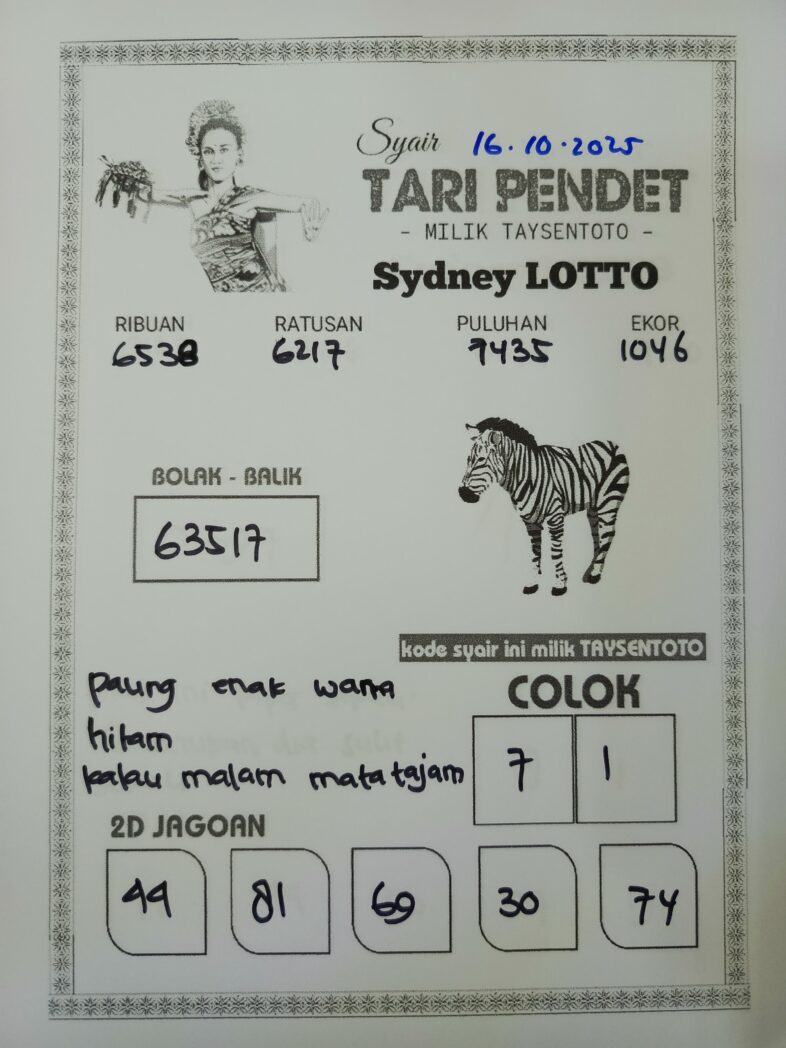 Syair 16.10.2025
TARI PENDET
- MILIK TAYSENTOTO -
Sydney LOTTO
RIBUAN RATUSAN PULUHAN EKOR
6538 6217 9435 1046
BOLAK - BALIK
63517
kode syair ini milik TAYSENTOTO
paung enak warna
hitam
kalau malam mata tajam
COLOK
7 1
2D JAGOAN
44 81 69 30 74